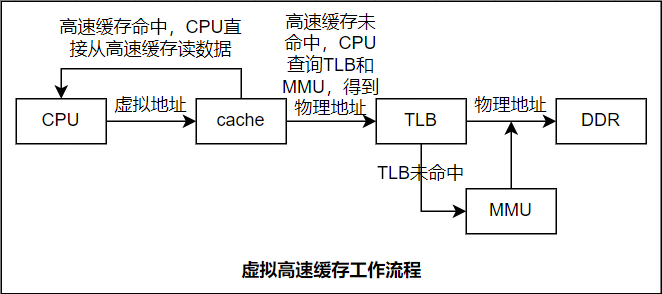 高速缓存命中，CPU直
接从高速缓存读数据
高速缓存未
命中，CPU
查询TLB和
MMU，得到
物理地址
虚拟地址
物理地址
CPU
cache
TLB
DDR
TLB未命中
MMU
虚拟高速缓存工作流程